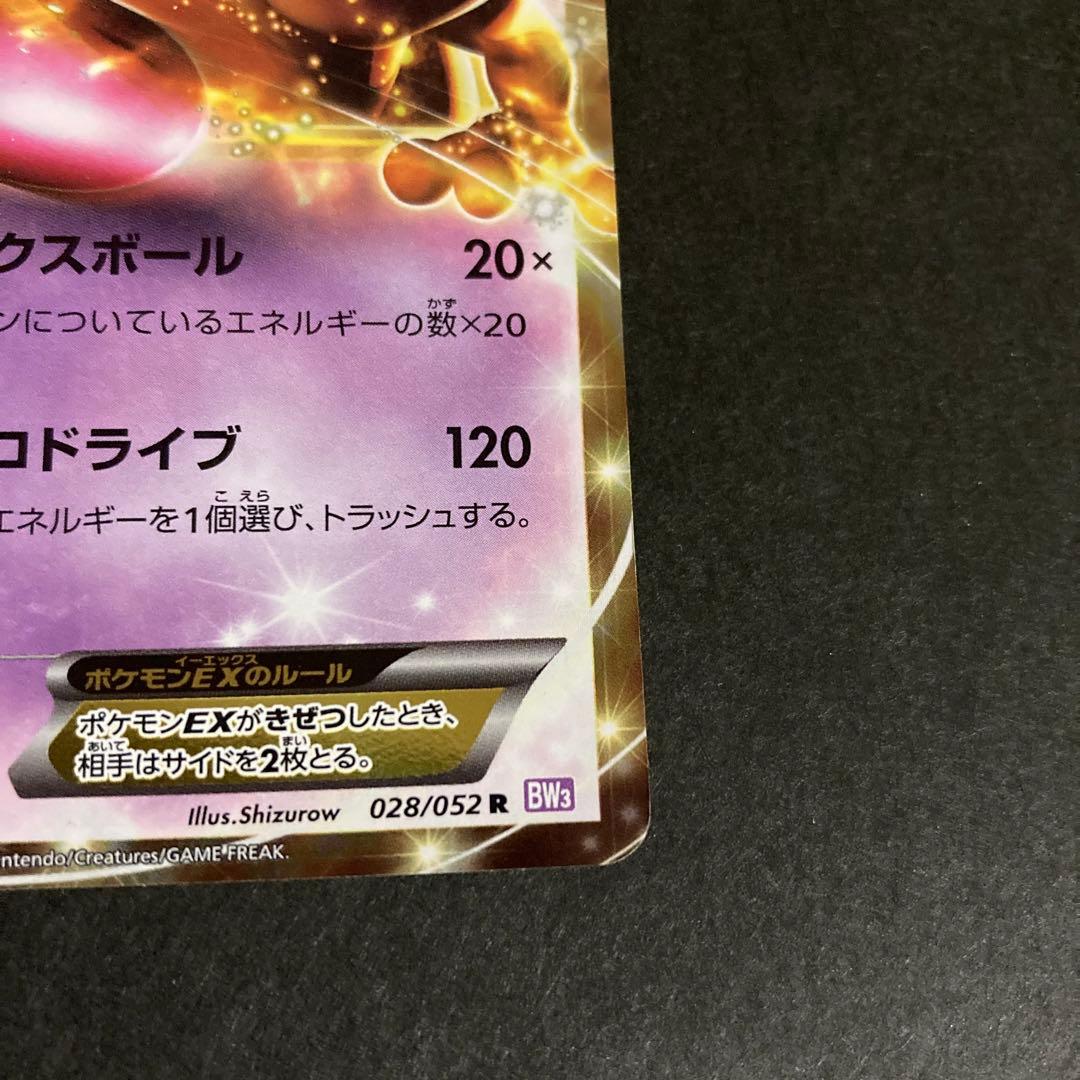 クスボール 20×
ンについているエネルギーの数×20
かず
コドライブ 120
エネルギーを1個選び、トラッシュする。
こ えら
ポケモンEXのルール
イーエックス
ポケモンEXがきぜつしたとき、
相手はサイドを2枚とる。
あいて まい
Illus.Shizurow 028/052 R BW3
ntendo/Creatures/GAME FREAK.